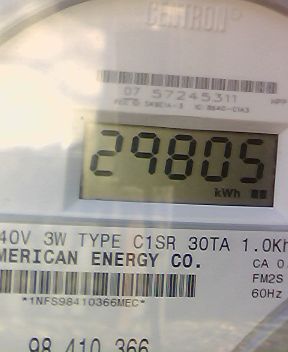 CENTRON®
07 57245311
29805
kWh
40V 3W TYPE C1SR 30TA 1.0Kh
MERICAN ENERGY CO.
CA 0.
FM2S
60Hz
*1NFS98410366MEC*
98 410 366